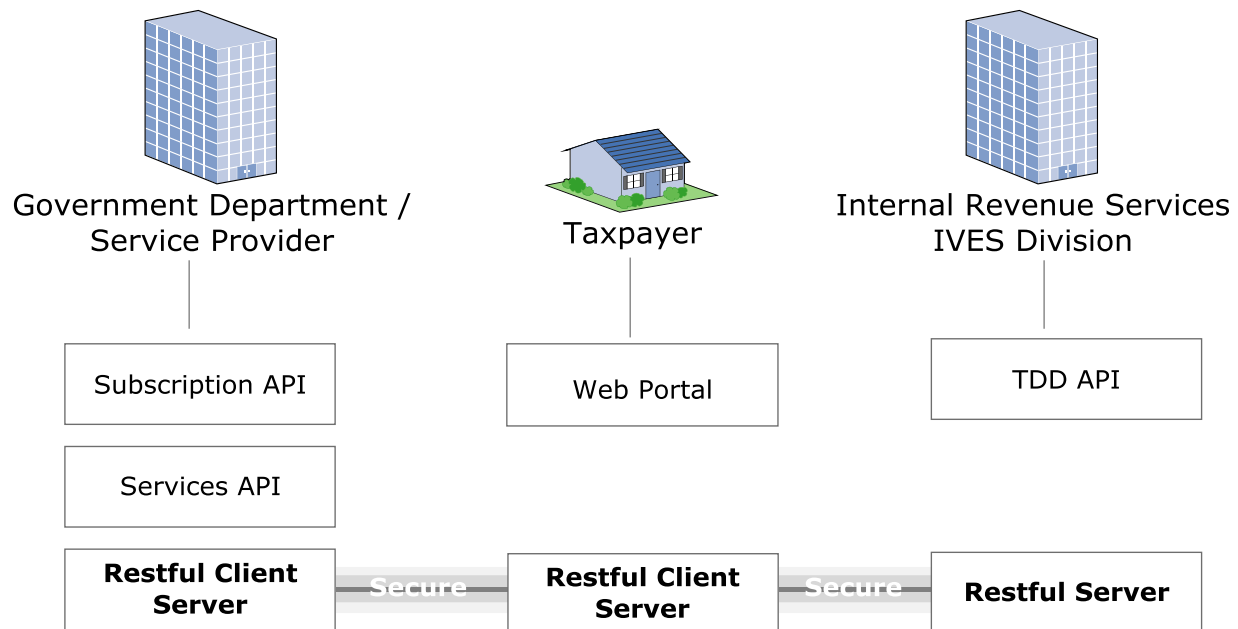 Government Department /
Service Provider
Taxpayer
Internal Revenue Services
IVES Division
Subscription API
Web Portal
TDD API
Services API
Restful Client
Server
Secure
Restful Client
Server
Secure
Restful Server